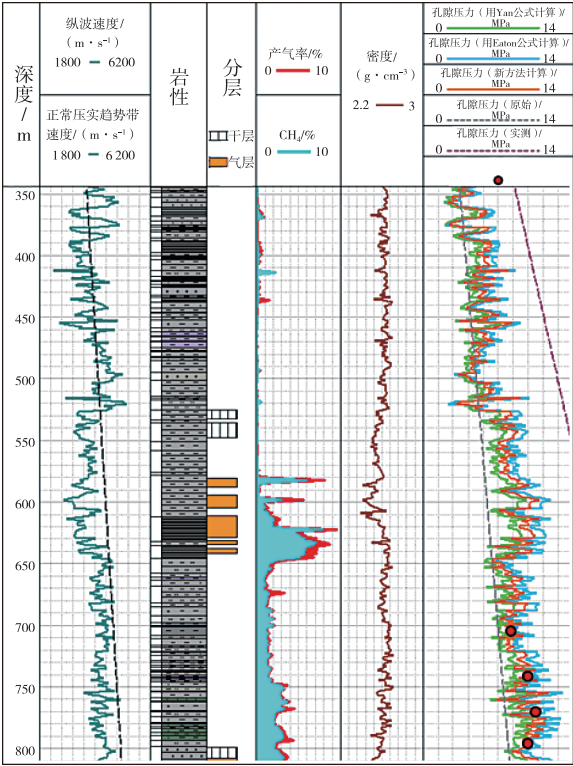 深度/m
纵波速度/
(m·s⁻¹)
1800 6200
正常压实趋势带
速度/(m·s⁻¹)
1800 6200
岩性
分层
干层
气层
产气率/%
0 10
CH₄/%
0 10
密度/
(g·cm⁻³)
2.2 3
孔隙压力(用Yan公式计算)/
MPa
0 14
孔隙压力(用Eaton公式计算)/
MPa
0 14
孔隙压力(新方法计算)/
MPa
0 14
孔隙压力(原始)/
MPa
0 14
孔隙压力(实测)/
MPa
0 14
350
400
450
500
550
600
650
700
750
800